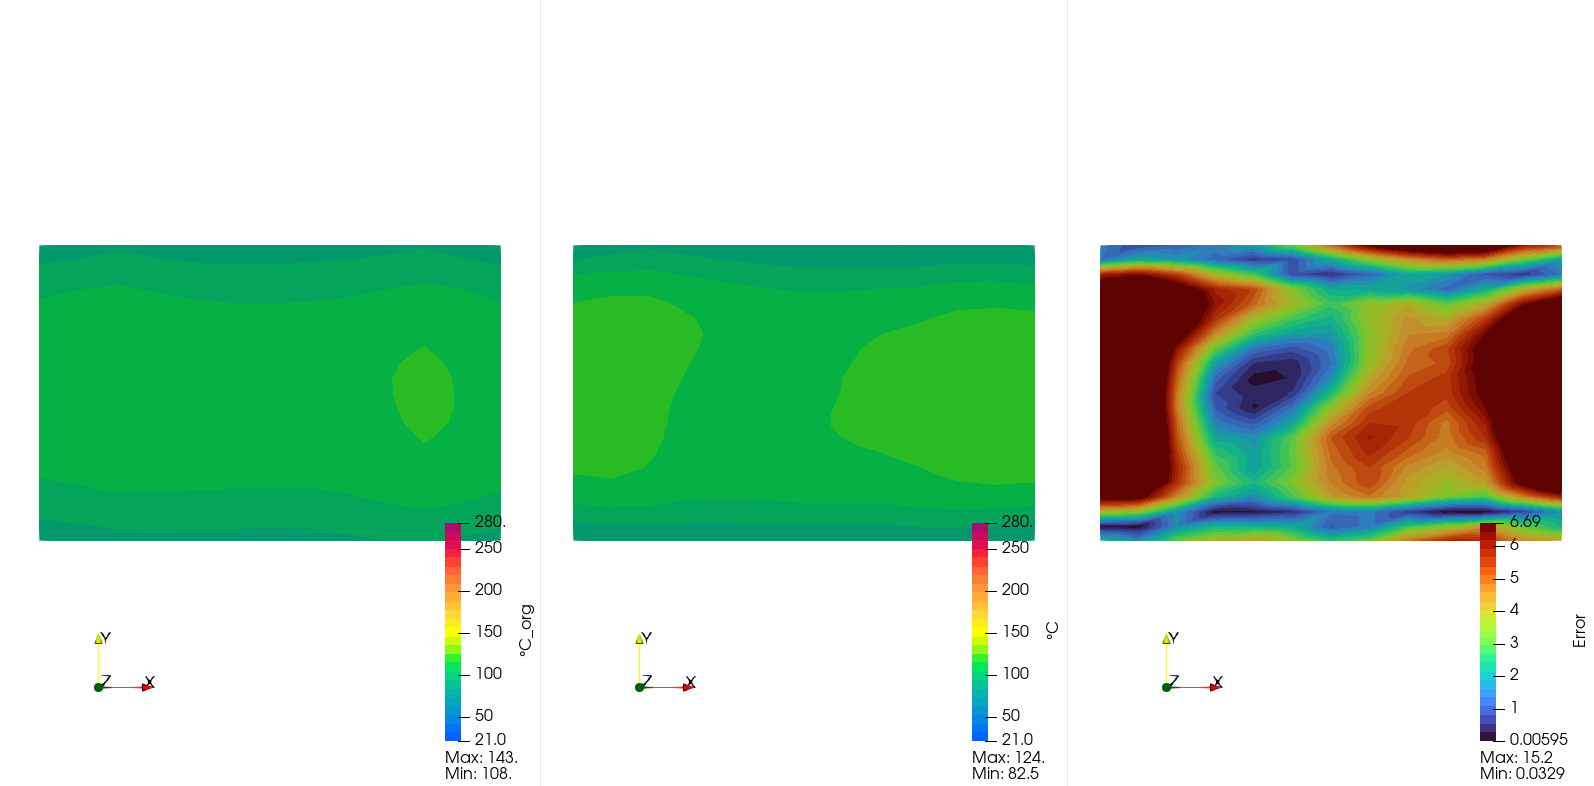 280.
250
200
150
100
50
21.0
°C_org
Max: 143.
Min: 108.
Y
Z
X
280.
250
200
150
100
50
21.0
°C
Max: 124.
Min: 82.5
Y
Z
X
6.69
6
5
4
3
2
1
0.00595
Error
Max: 15.2
Min: 0.0329
Y
Z
X